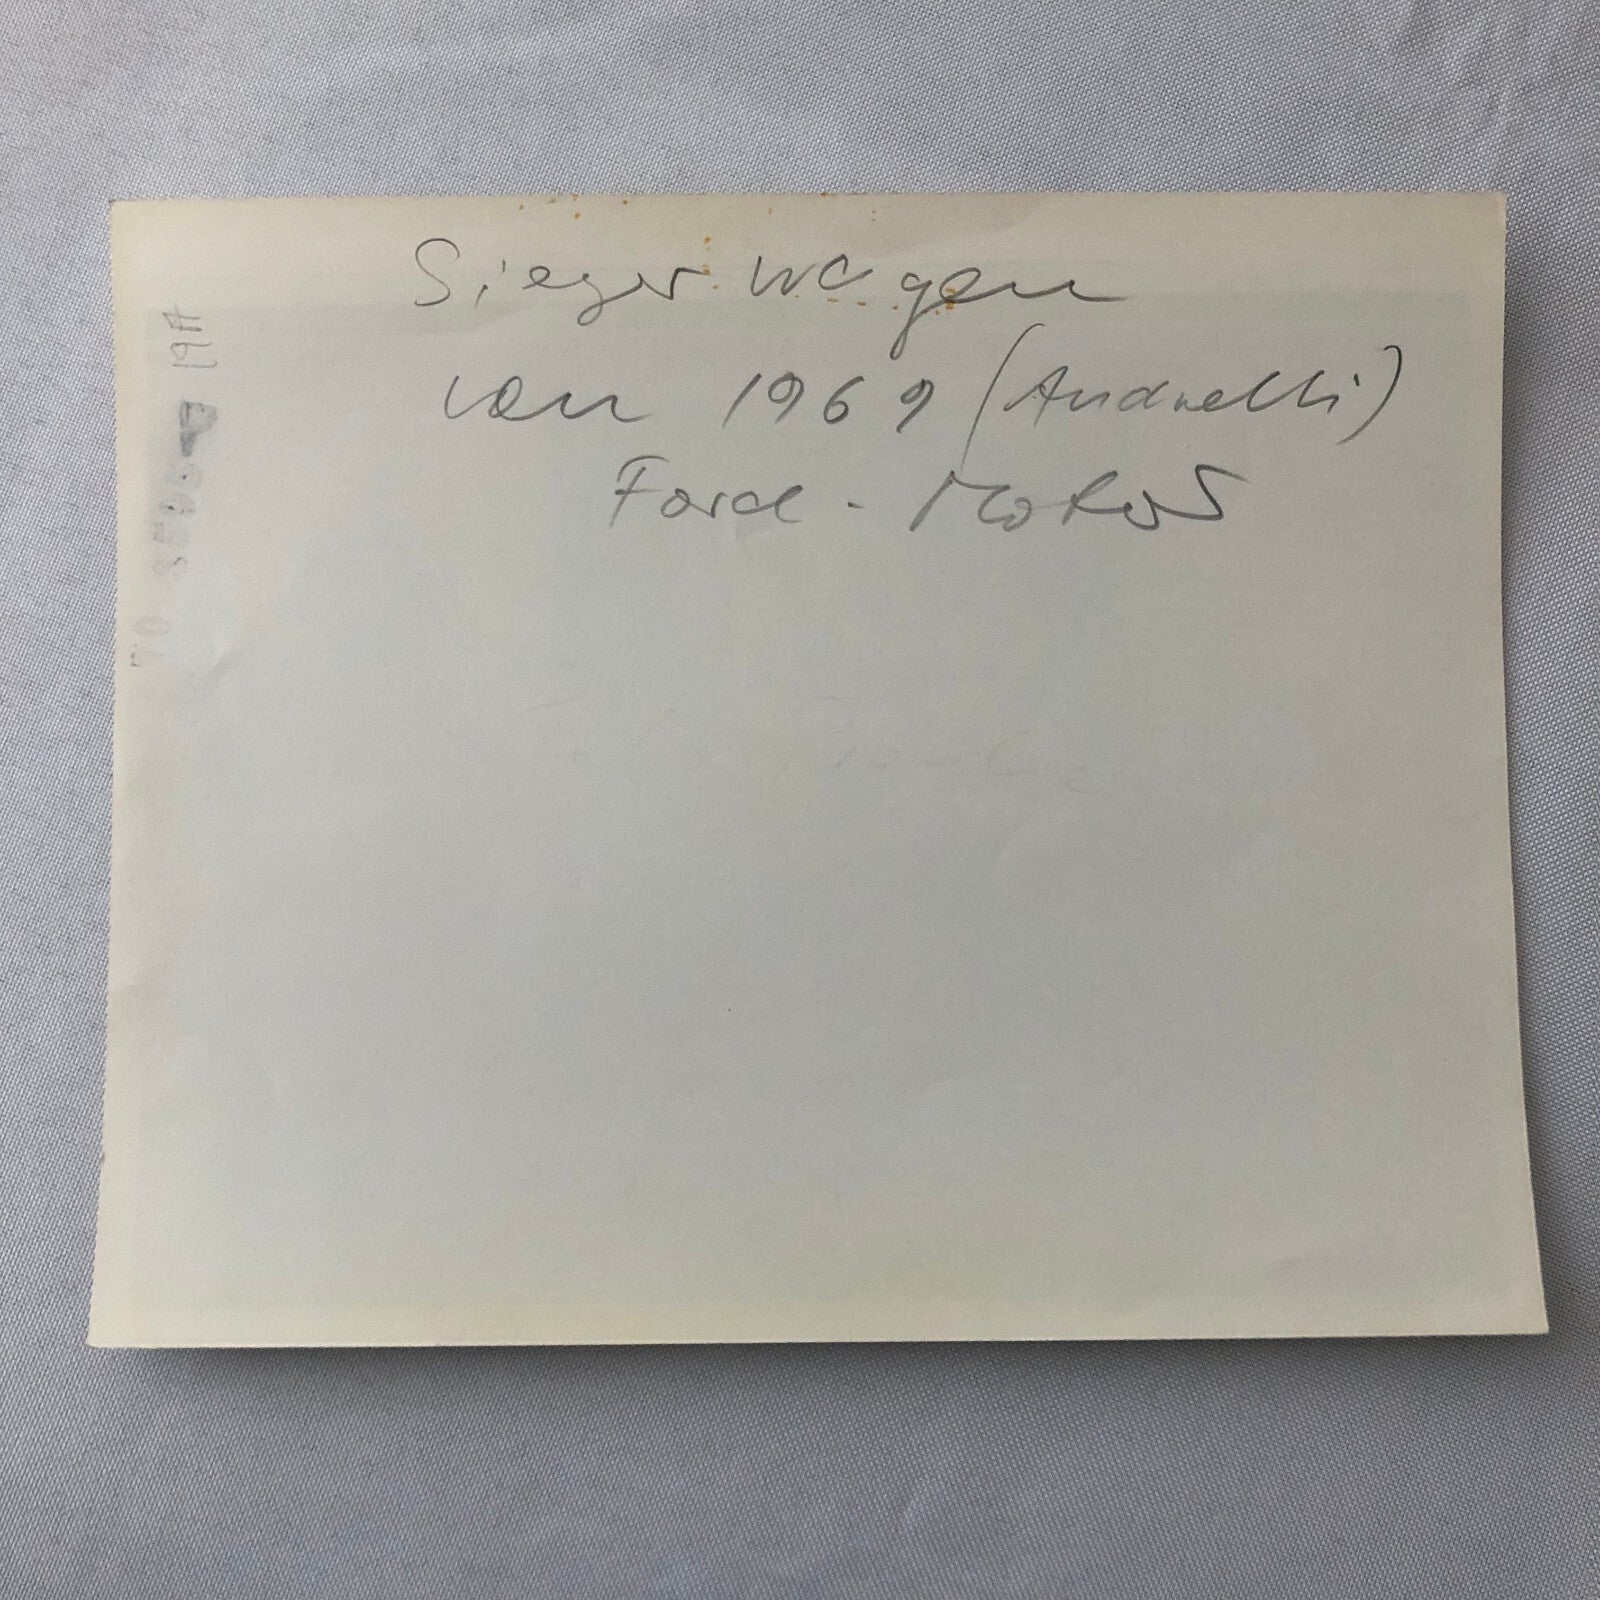 Siegerwagen
von 1969 (Andretti)
Ford - Motor